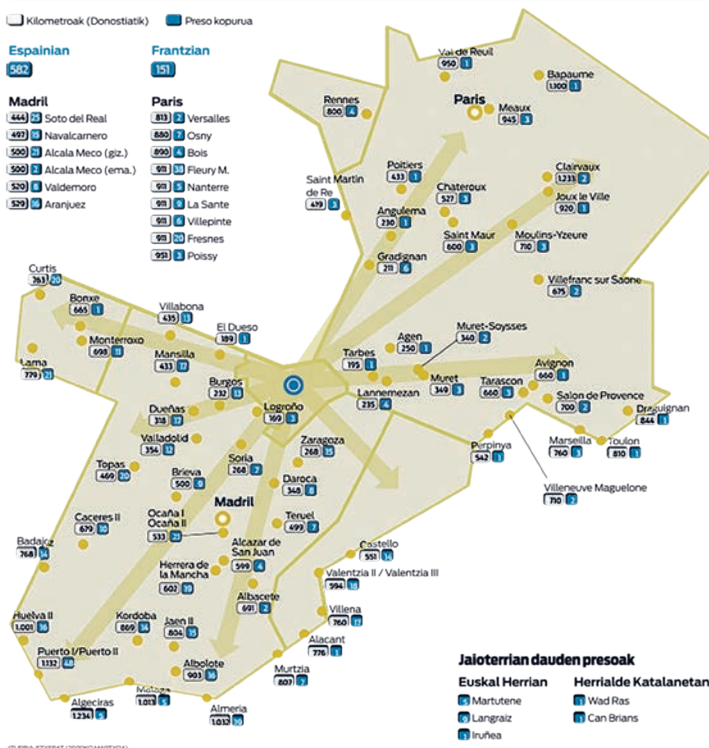 Kilometroak (Donostiatik)
Preso kopurua
Espainian
582
Frantzian
151
Madril
444 25 Soto del Real
497 15 Navalcarnero
500 21 Alcala Meco (giz.)
500 2 Alcala Meco (ema.)
520 8 Valdemoro
529 16 Aranjuez
Paris
813 2 Versalles
880 7 Osny
890 4 Bois
911 38 Fleury M.
911 5 Nanterre
911 9 La Sante
911 6 Villepinte
911 20 Fresnes
951 3 Poissy
Val de Reuil
950 1
Bapaume
1.100 1
Paris
Meaux
945 3
Rennes
800 4
Poitiers
433 1
Clairvaux
1.233 2
Saint Martin
de Re
419 3
Chateroux
527 3
Joux le Ville
920 1
Angulema
230 1
Saint Maur
600 3
Moulins-Yzeure
710 3
Gradignan
211 6
Villefranc sur Saone
675 2
Curtis
763 20
Bonxe
665 1
Villabona
435 13
El Dueso
189 1
Monterroxo
698 11
Lama
779 21
Mansilla
433 17
Burgos
232 13
Agen
250 1
Muret-Soysses
340 2
Tarbes
195 1
Muret
349 3
Lannemezan
235 4
Avignon
660 1
Tarascon
660 3
Salon de Provence
700 2
Draguignan
844 1
Dueñas
318 17
Logroño
169 3
Valladolid
354 12
Perpinya
542 1
Marseilla
760 3
Toulon
810 1
Villeneuve Maguelone
710 2
Topas
469 20
Brieva
500 9
Soria
268 7
Zaragoza
268 15
Daroca
348 8
Madril
Ocaña I
Ocaña II
533 23
Teruel
499 7
Caceres II
679 10
Badajoz
768 14
Alcazar de
San Juan
599 4
Herrera de
la Mancha
602 19
Castello
551 14
Valentzia II / Valentzia III
594 18
Albacete
691 2
Villena
760 17
Alacant
776 1
Huelva II
1.001 16
Kordoba
869 14
Jaen II
804 15
Puerto I/Puerto II
1.132 48
Albolote
903 16
Murtzia
807 2
Algeciras
1.234 5
Malaga
1.013 5
Almeria
1.032
Jaioterrian dauden presoak
Euskal Herrian
Martutene
Langraiz
1 Iruñea
Herrialde Katalanetan
1 Wad Ras
1 Can Brians